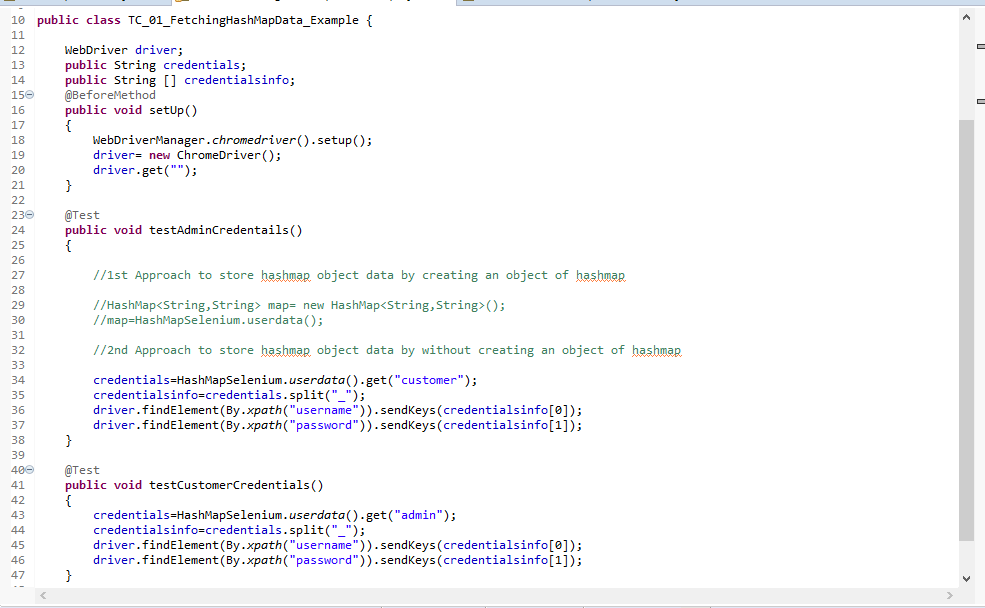 10 public class TC_01_FetchingHashMapData_Example {
11
12 WebDriver driver;
13 public String credentials;
14 public String [] credentialsinfo;
15 @BeforeMethod
16 public void setUp()
17 {
18 WebDriverManager.chromedriver().setup();
19 driver= new ChromeDriver();
20 driver.get("");
21 }
22
23 @Test
24 public void testAdminCredentails()
25 {
26
27 //1st Approach to store hashmap object data by creating an object of hashmap
28
29 //HashMap<String,String> map= new HashMap<String,String>();
30 //map=HashMapSelenium.userdata();
31
32 //2nd Approach to store hashmap object data by without creating an object of hashmap
33
34 credentials=HashMapSelenium.userdata().get("customer");
35 credentialsinfo=credentials.split("_");
36 driver.findElement(By.xpath("username")).sendKeys(credentialsinfo[0]);
37 driver.findElement(By.xpath("password")).sendKeys(credentialsinfo[1]);
38 }
39
40 @Test
41 public void testCustomerCredentials()
42 {
43 credentials=HashMapSelenium.userdata().get("admin");
44 credentialsinfo=credentials.split("_");
45 driver.findElement(By.xpath("username")).sendKeys(credentialsinfo[0]);
46 driver.findElement(By.xpath("password")).sendKeys(credentialsinfo[1]);
47 }